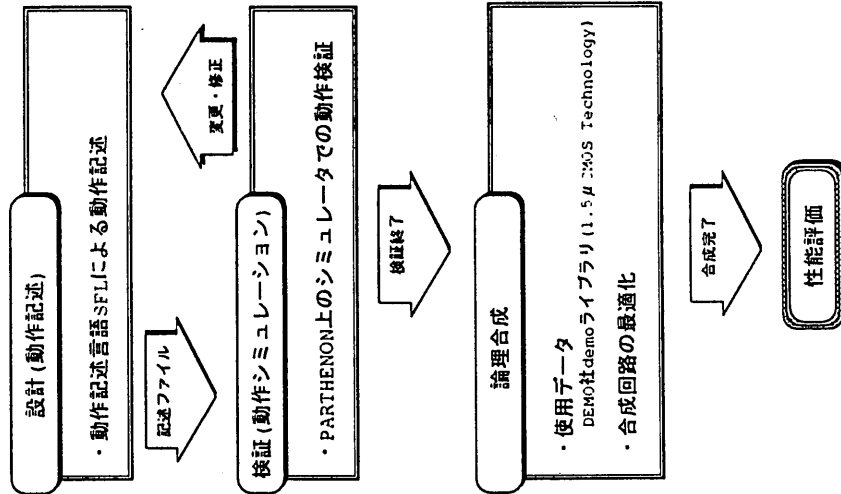 設計(動作記述)
・動作記述言語SFLによる動作記述
記述ファイル
変更・修正
検証(動作シミュレーション)
・PARTHENON上のシミュレータでの動作検証
検証終了
論理合成
・使用データ
DEMO社demoライブラリ(1.5μ CMOS Technology)
・合成回路の最適化
合成完了
性能評価